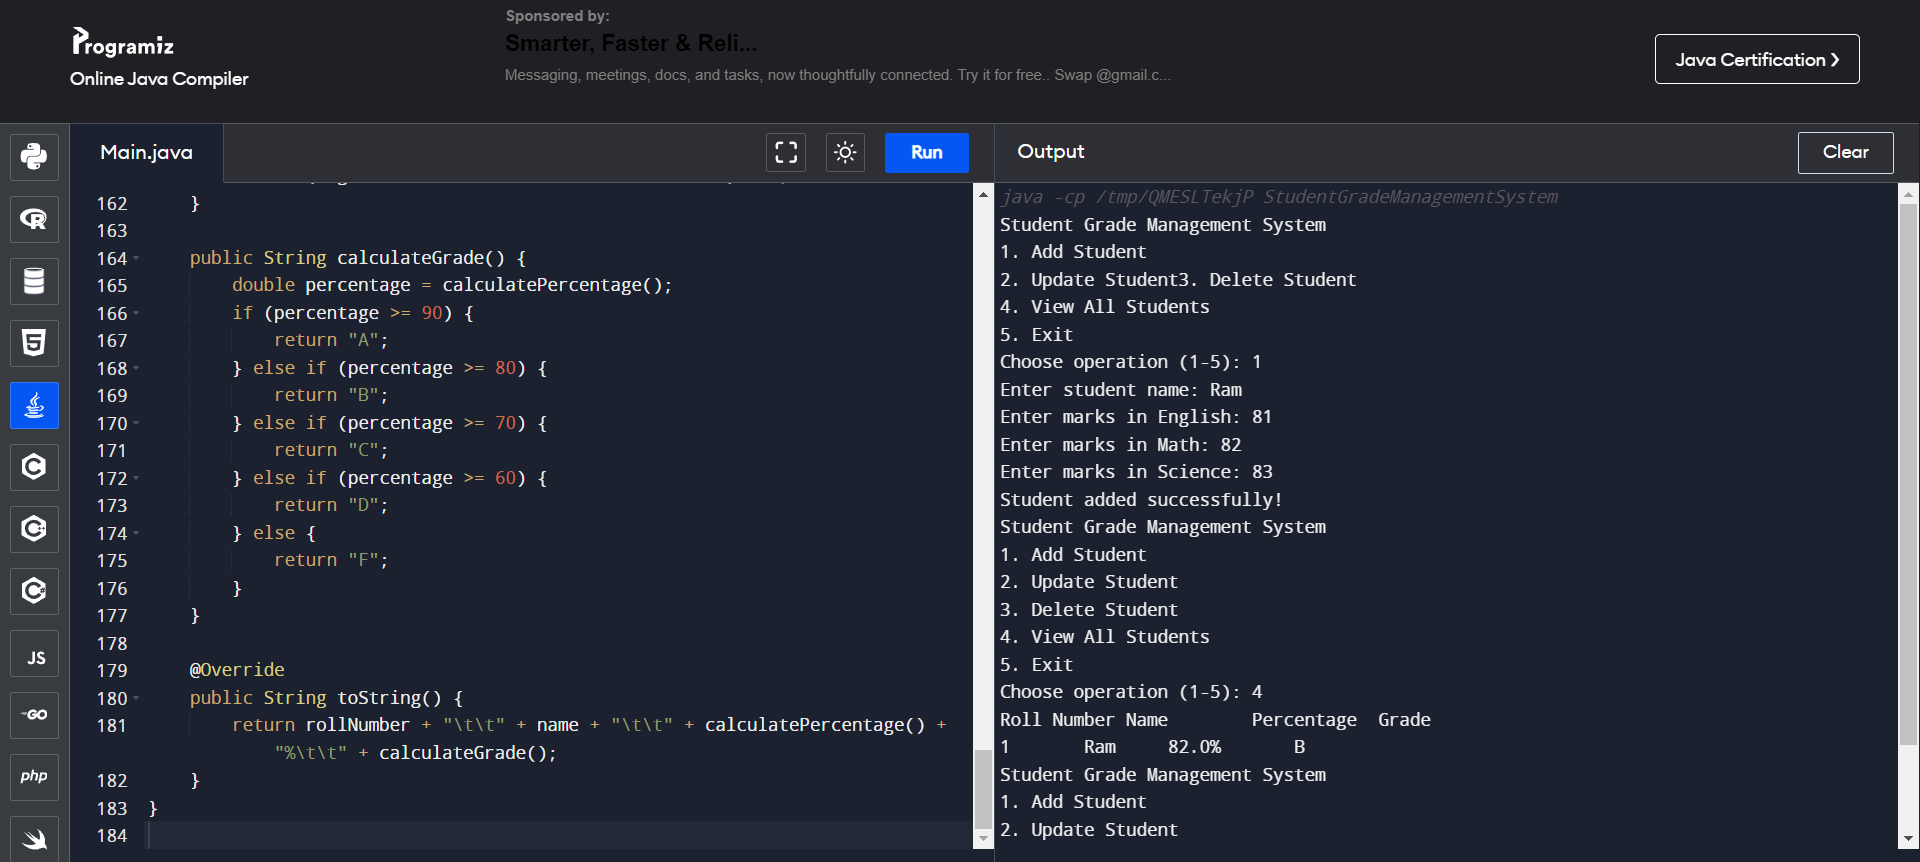 Programiz
Online Java Compiler
Sponsored by:
Smarter, Faster & Reli...
Messaging, meetings, docs, and tasks, now thoughtfully connected. Try it for free.. Swap @gmail.c...
Java Certification ❯
Main.java
Run
162 }
163
164 public String calculateGrade() {
165 double percentage = calculatePercentage();
166 if (percentage >= 90) {
167 return "A";
168 } else if (percentage >= 80) {
169 return "B";
170 } else if (percentage >= 70) {
171 return "C";
172 } else if (percentage >= 60) {
173 return "D";
174 } else {
175 return "F";
176 }
177 }
178
179 @Override
180 public String toString() {
181 return rollNumber + "\t\t" + name + "\t\t" + calculatePercentage() +
"%\t\t" + calculateGrade();
182 }
183 }
184
Output
Clear
java -cp /tmp/QMESLTekjP StudentGradeManagementSystem
Student Grade Management System
1. Add Student
2. Update Student3. Delete Student
4. View All Students
5. Exit
Choose operation (1-5): 1
Enter student name: Ram
Enter marks in English: 81
Enter marks in Math: 82
Enter marks in Science: 83
Student added successfully!
Student Grade Management System
1. Add Student
2. Update Student
3. Delete Student
4. View All Students
5. Exit
Choose operation (1-5): 4
Roll Number Name Percentage Grade
1 Ram 82.0% B
Student Grade Management System
1. Add Student
2. Update Student
R
5
C
C
C
JS
GO
php